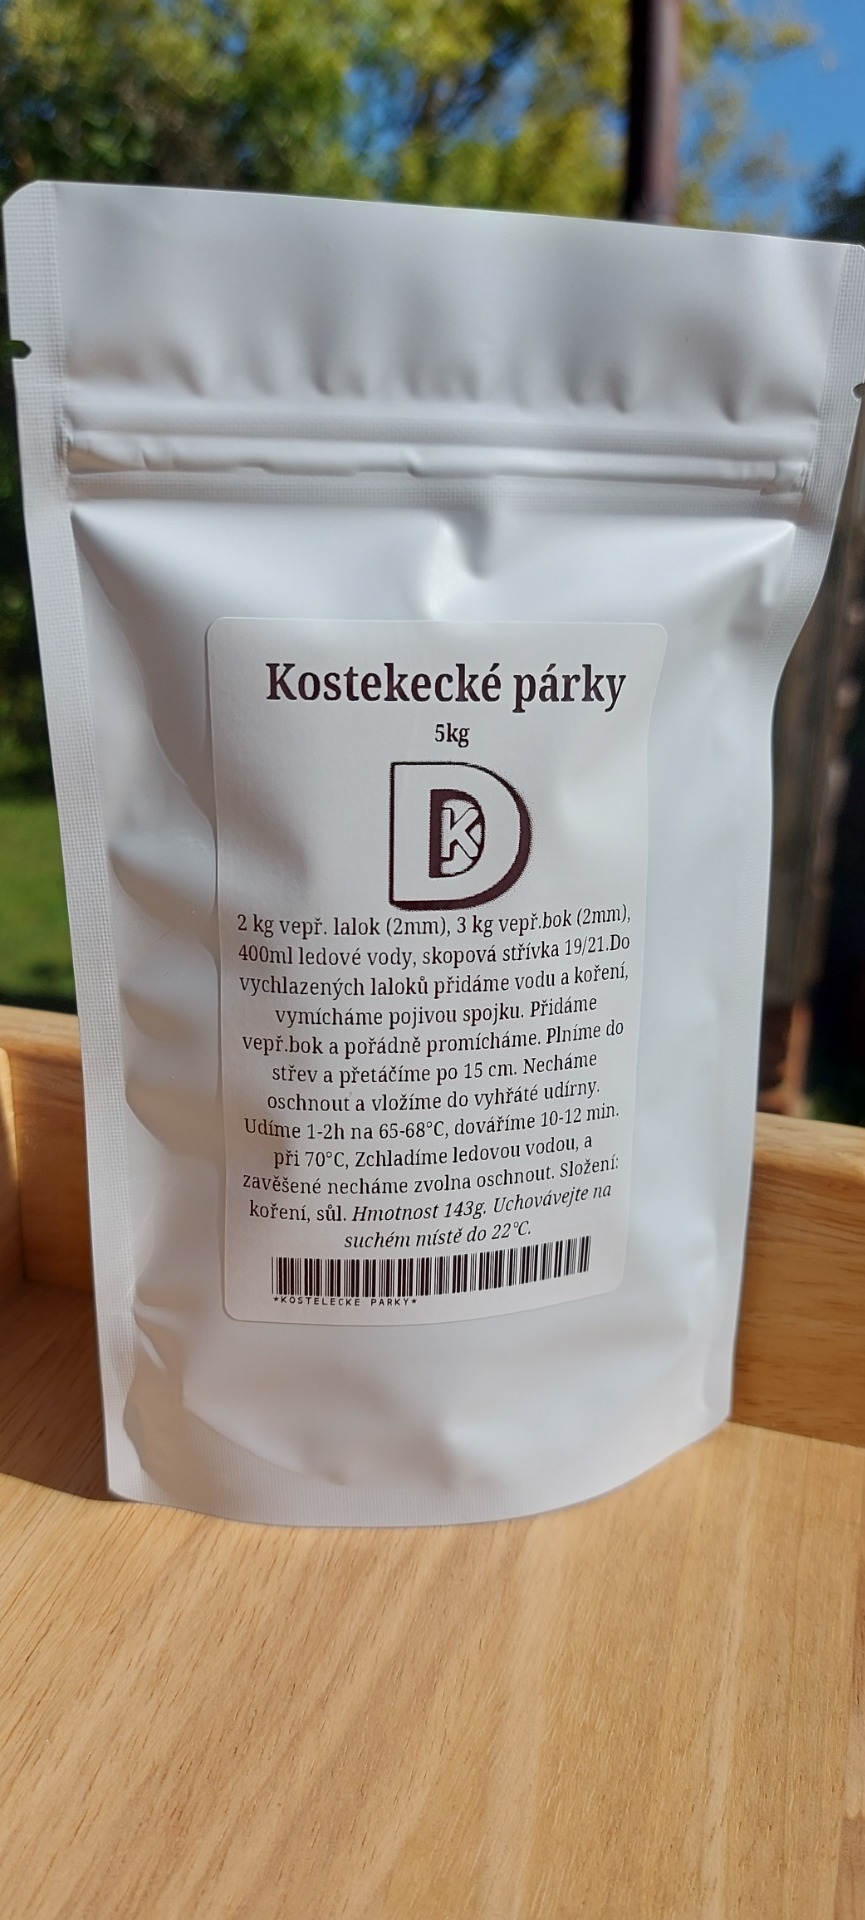 Kostekecké párky
5kg
DK
2 kg vepř. lalok (2mm), 3 kg vepř.bok (2mm),
400ml ledové vody, skopová střívka 19/21.Do
vychlazených laloků přidáme vodu a koření,
vymícháme pojivou spojku. Přidáme
vepř.bok a pořádně promícháme. Plníme do
střev a přetáčíme po 15 cm. Necháme
oschnout a vložíme do vyhřáté udírny.
Udíme 1-2h na 65-68°C, dováříme 10-12 min.
při 70°C, Zchladíme ledovou vodou, a
zavěšené necháme zvolna oschnout. Složení:
koření, sůl. Hmotnost 143g. Uchovávejte na
suchém místě do 22°C.
*KOSTELECKE PARKY*